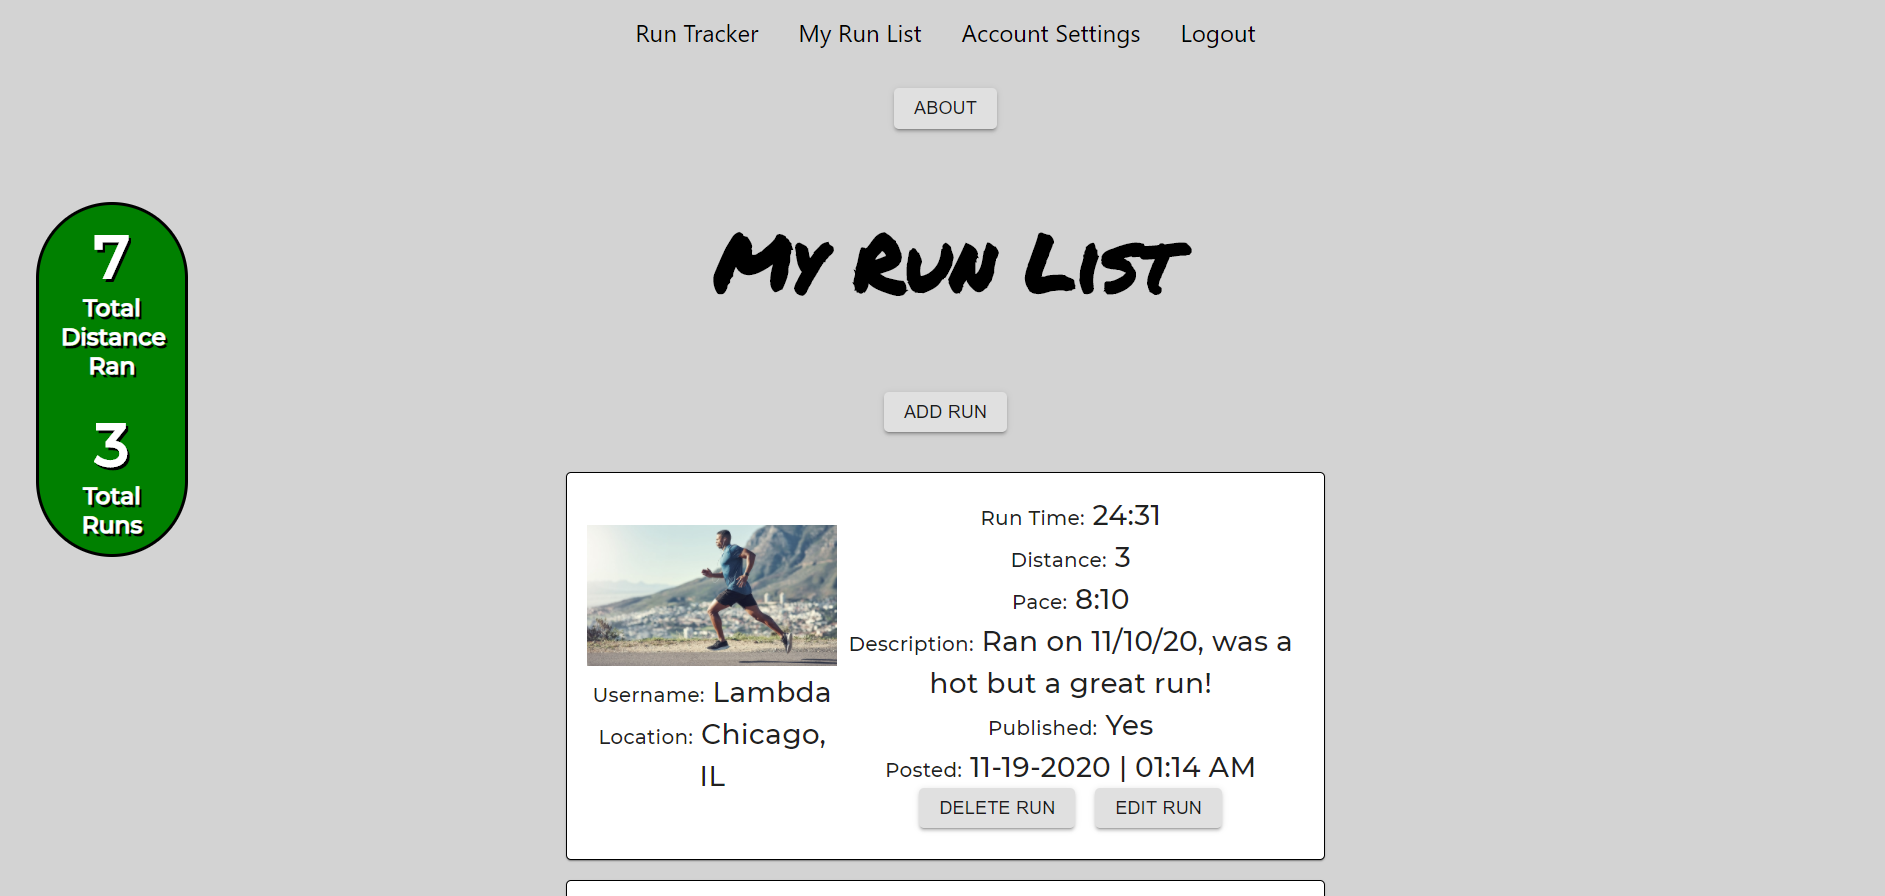 Run Tracker My Run List Account Settings Logout
ABOUT
7
Total
Distance
Ran
3
Total
Runs
My Run List
ADD RUN
Username: Lambda
Location: Chicago,
IL
Run Time: 24:31
Distance: 3
Pace: 8:10
Description: Ran on 11/10/20, was a
hot but a great run!
Published: Yes
Posted: 11-19-2020 | 01:14 AM
DELETE RUN EDIT RUN